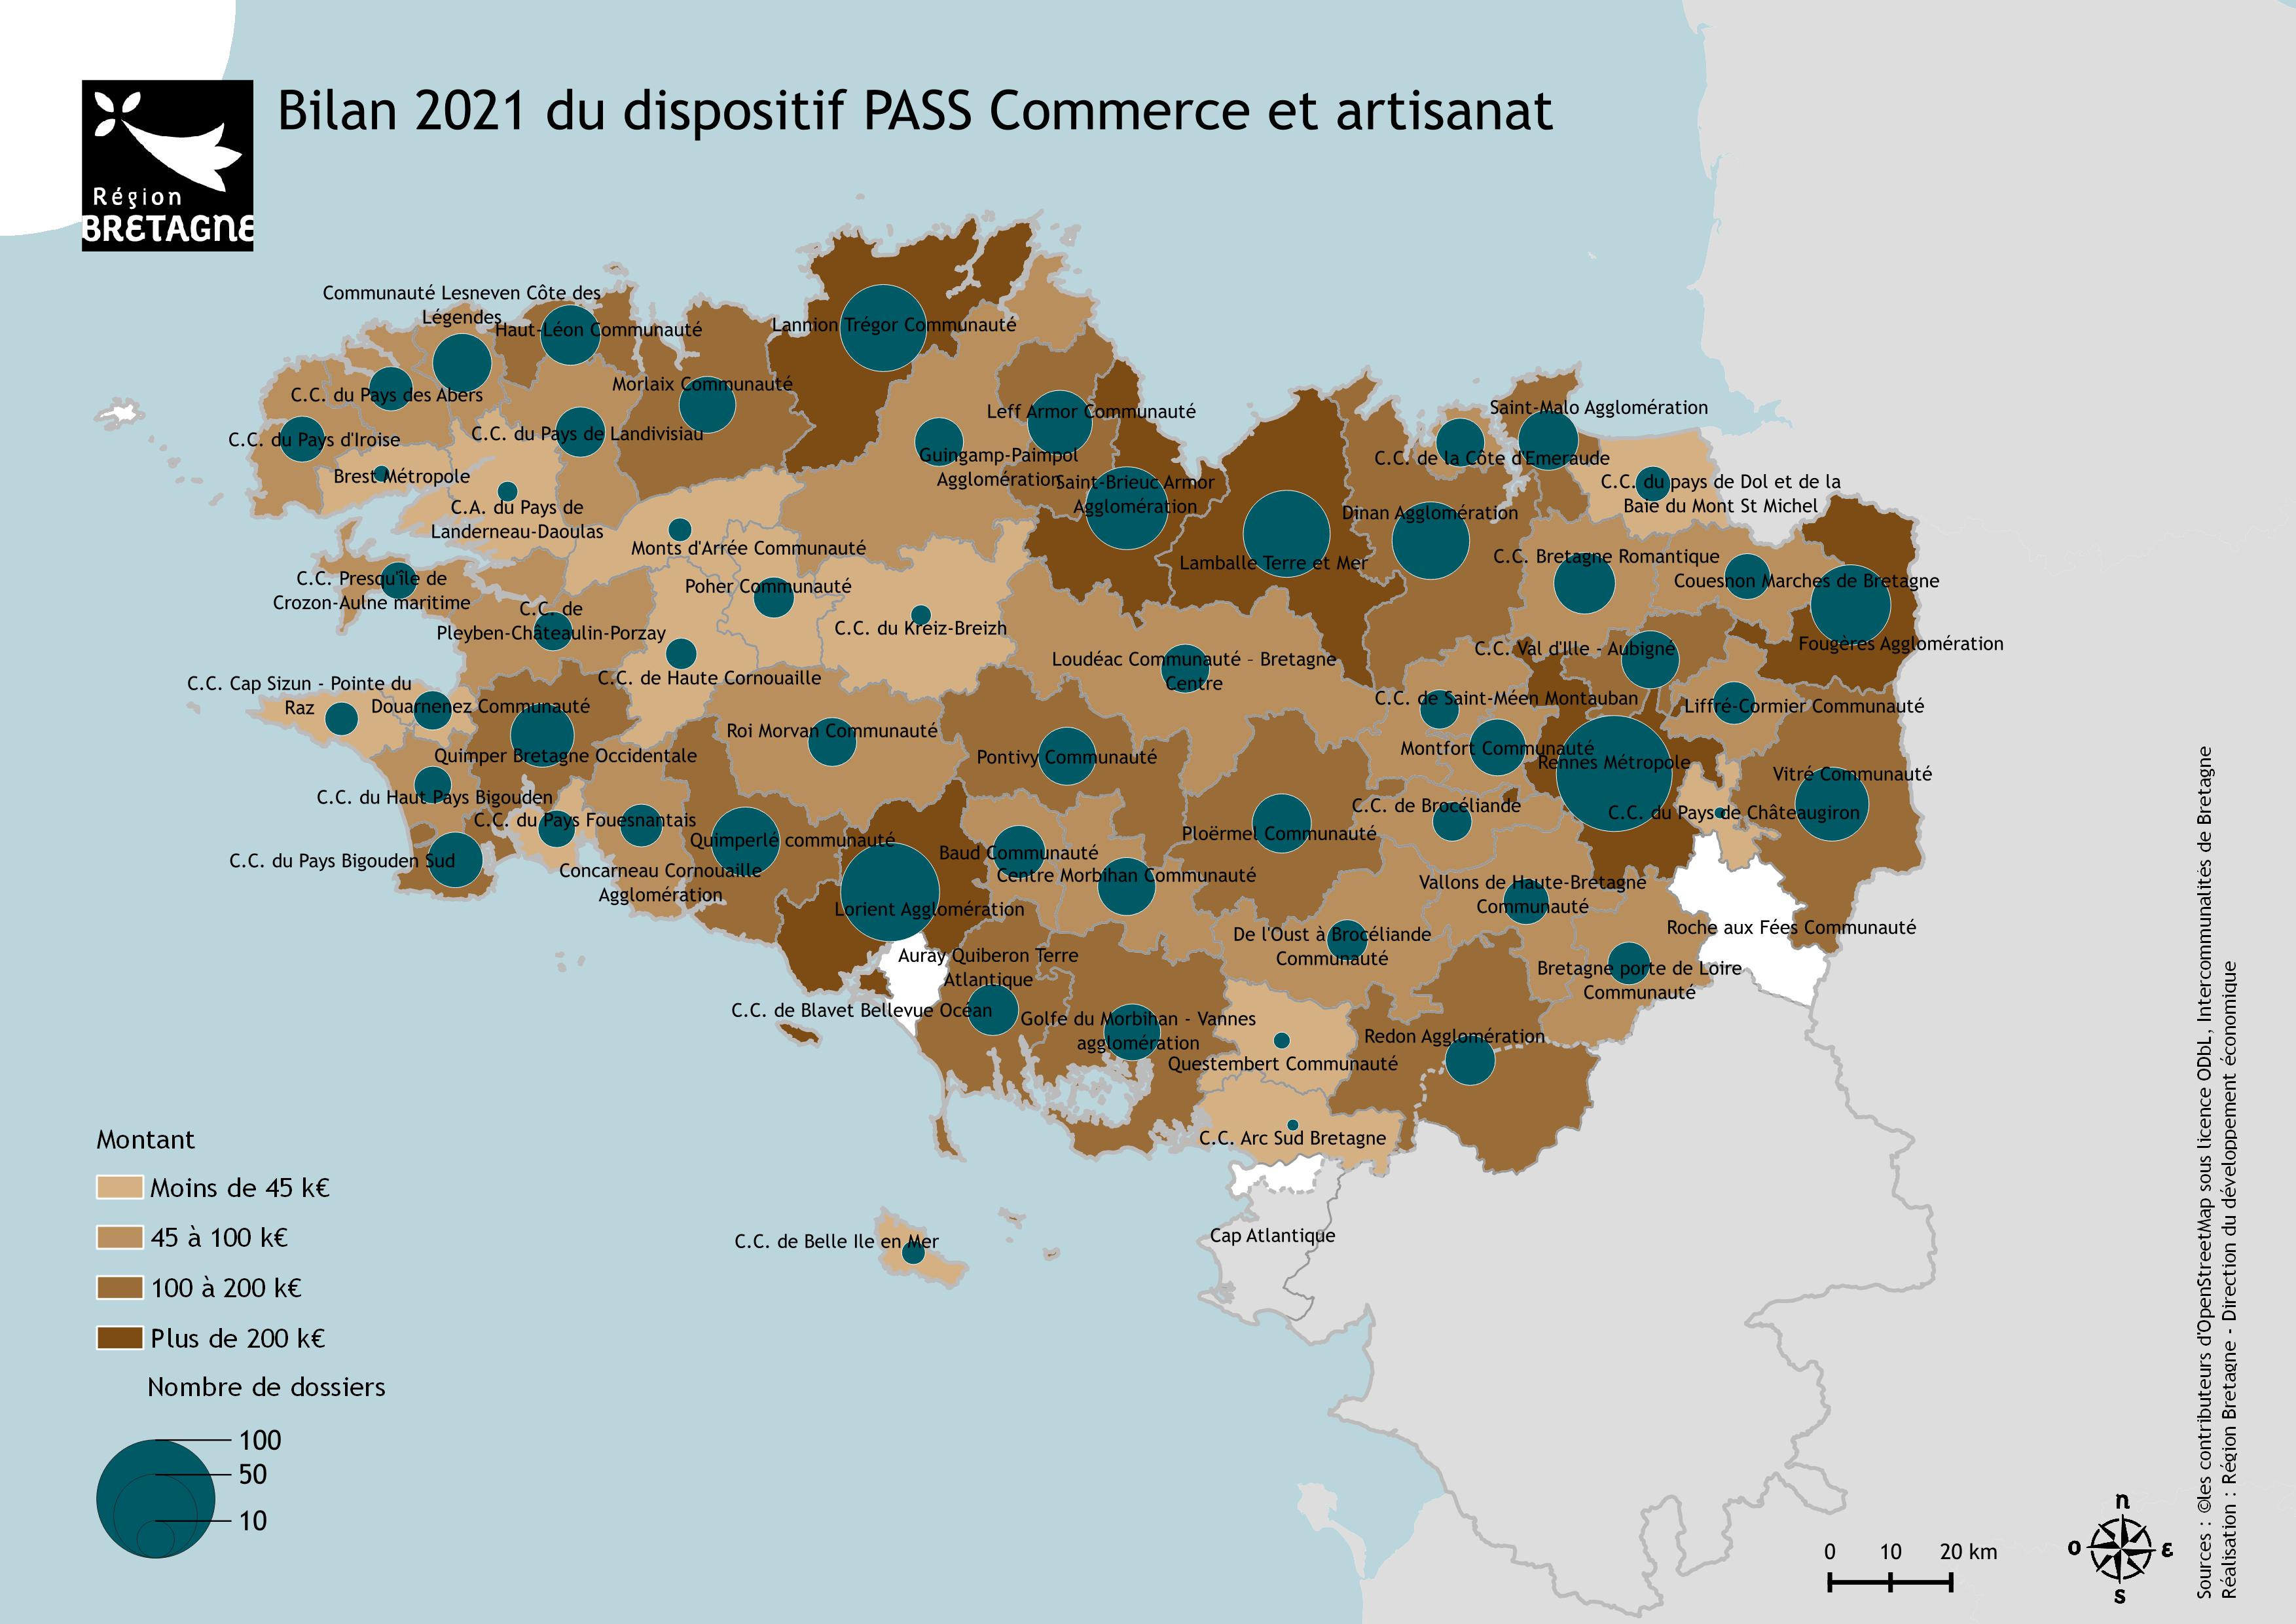 Bilan 2021 du dispositif PASS Commerce et artisanat
Région
BRETAGNE
Communauté Lesneven Côte des
Légendes
Haut-Léon Communauté
Lannion Trégor Communauté
Morlaix Communauté
C.C. du Pays des Abers
C.C. du Pays d'Iroise
C.C. du Pays de Landivisiau
Brest Métropole
C.A. du Pays de
Landerneau-Daoulas
Leff Armor Communauté
Guingamp-Paimpol
Agglomération
Saint-Brieuc Armor
Agglomération
Saint-Malo Agglomération
C.C. de la Côte d'Emeraude
C.C. du pays de Dol et de la
Baie du Mont St Michel
Dinan Agglomération
Lamballe Terre et Mer
C.C. Bretagne Romantique
Couesnon Marches de Bretagne
Fougères Agglomération
Monts d'Arrée Communauté
Poher Communauté
C.C. du Kreiz-Breizh
C.C. Presqu'île de
Crozon-Aulne maritime
C.C. de
Pleyben-Châteaulin-Porzay
C.C. de Haute Cornouaille
C.C. Cap Sizun - Pointe du
Raz
Douarnenez Communauté
Quimper Bretagne Occidentale
C.C. du Haut Pays Bigouden
C.C. du Pays Fouesnantais
C.C. du Pays Bigouden Sud
Concarneau Cornouaille
Agglomération
Roi Morvan Communauté
Quimperlé communauté
Lorient Agglomération
Loudéac Communauté – Bretagne
Centre
Pontivy Communauté
Baud Communauté
Centre Morbihan Communauté
Ploërmel Communauté
C.C. Val d'Ille - Aubigné
C.C. de Saint-Méen Montauban
Liffré-Cormier Communauté
Montfort Communauté
Rennes Métropole
Vitré Communauté
C.C. de Brocéliande
C.C. du Pays de Châteaugiron
Vallons de Haute-Bretagne
Communauté
Roche aux Fées Communauté
De l'Oust à Brocéliande
Communauté
Bretagne porte de Loire
Communauté
Auray Quiberon Terre
Atlantique
C.C. de Blavet Bellevue Océan
Golfe du Morbihan - Vannes
agglomération
Questembert Communauté
Redon Agglomération
C.C. Arc Sud Bretagne
Cap Atlantique
C.C. de Belle Ile en Mer
Montant
Moins de 45 k€
45 à 100 k€
100 à 200 k€
Plus de 200 k€
Nombre de dossiers
100
50
10
0 10 20 km
n
o ε
s
Sources : ©les contributeurs d'OpenStreetMap sous licence ODbL, Intercommunalités de Bretagne
Réalisation : Région Bretagne - Direction du développement économique